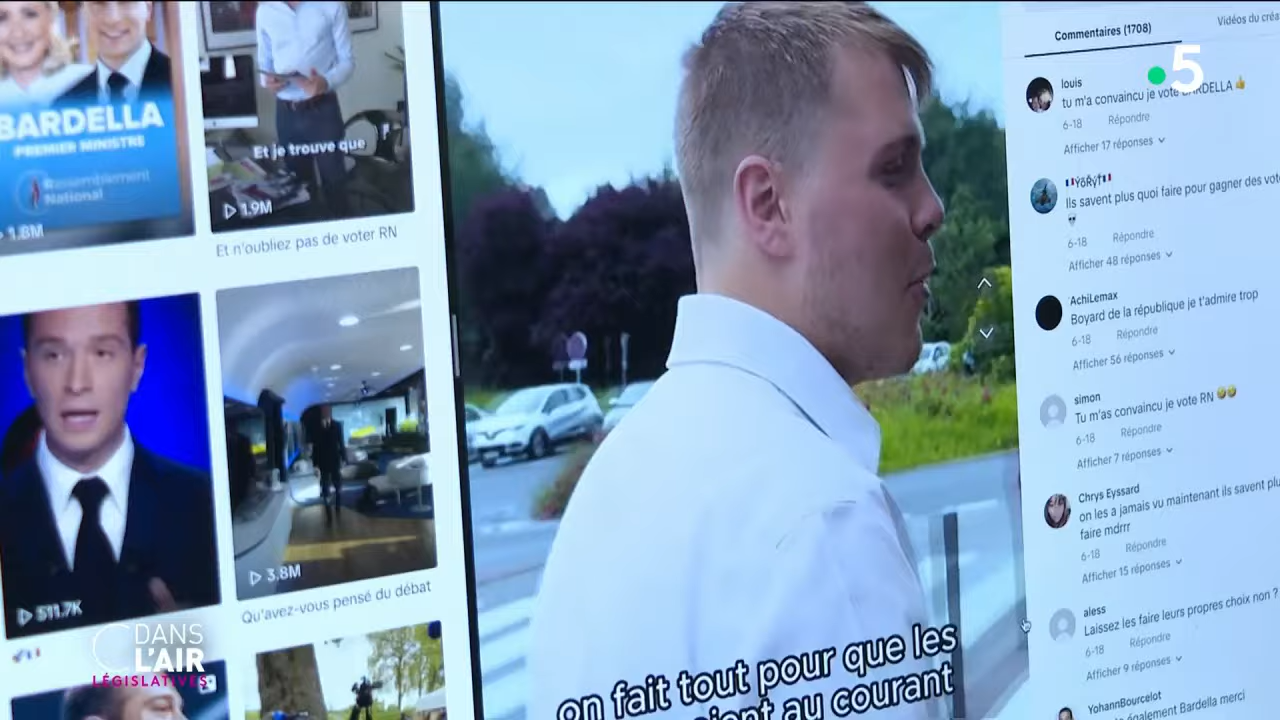 BARDELLA
PREMIER MINISTRE
Rassemblement
National
1.8M
Et je trouve que
1.9M
Et n'oubliez pas de voter RN
511.7K
3.8M
Qu'avez-vous pensé du débat
C DANS
L'AIR
LÉGISLATIVES
on fait tout pour que les
au courant
Commentaires (1708)
Vidéos du
5
louis
tu m'a convaincu je vote BARDELLA 👍
6-18 Répondre
Afficher 17 réponses
Ils savent plus quoi faire pour gagner des
💀
6-18 Répondre
Afficher 48 réponses
AchiLemax
Boyard de la république je t'admire trop
6-18 Répondre
Afficher 56 réponses
simon
Tu m'as convaincu je vote RN 🤣🤣
6-18 Répondre
Afficher 7 réponses
Chrys Eyssard
on les a jamais vu maintenant ils savent
faire mdrrr
6-18 Répondre
Afficher 15 réponses
aless
Laissez les faire leurs propres choix non ?
6-18 Répondre
Afficher 9 réponses
YohannBourcelot
également Bardella merci